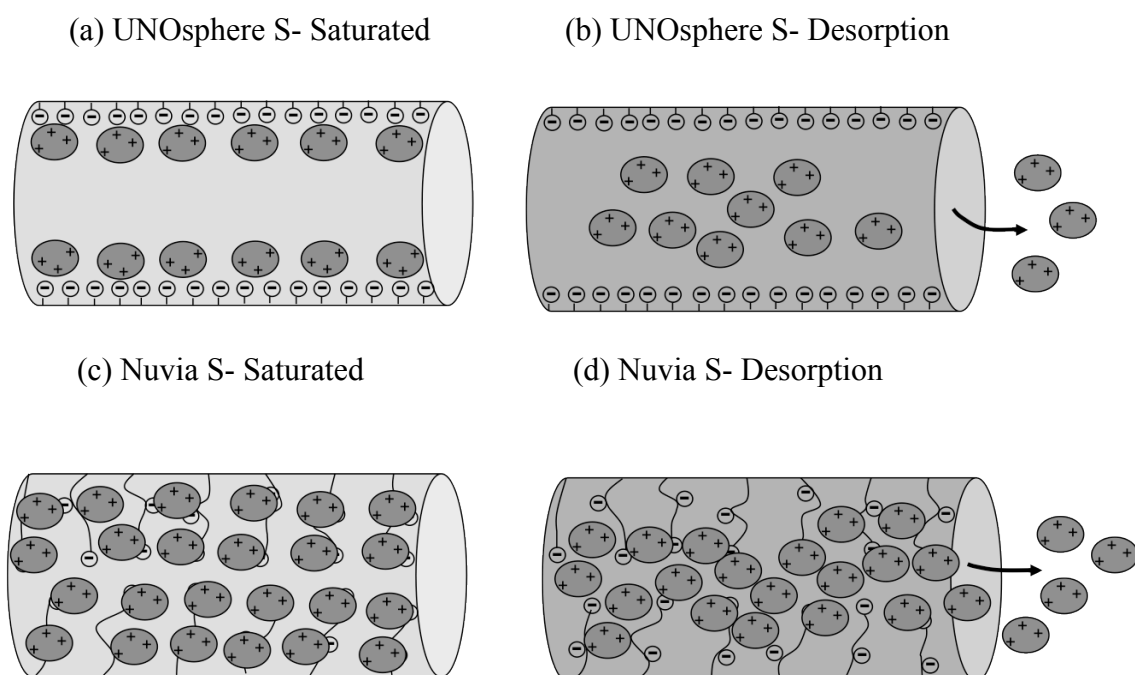 (a) UNOsphere S- Saturated
(b) UNOsphere S- Desorption
(c) Nuvia S- Saturated
(d) Nuvia S- Desorption